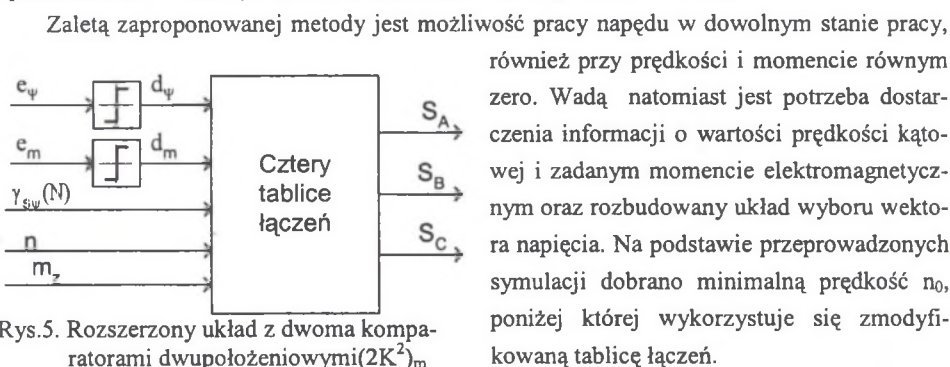 Zaletą zaproponowanej metody jest możliwość pracy napędu w dowolnym stanie pracy,
również przy prędkości i momencie równym
zero. Wadą natomiast jest potrzeba dostar-
czenia informacji o wartości prędkości kąto-
wej i zadanym momencie elektromagnetycz-
nym oraz rozbudowany układ wyboru wekto-
ra napięcia. Na podstawie przeprowadzonych
symulacji dobrano minimalną prędkość n₀,
poniżej której wykorzystuje się zmodyfi-
kowaną tablicę łączeń.
e_ψ
d_ψ
e_m
d_m
γ_sψ(N)
n
m_z
Cztery
tablice
łączeń
S_A
S_B
S_C
Rys.5. Rozszerzony układ z dwoma kompa-
ratorami dwupołożeniowymi(2K²)ₘ